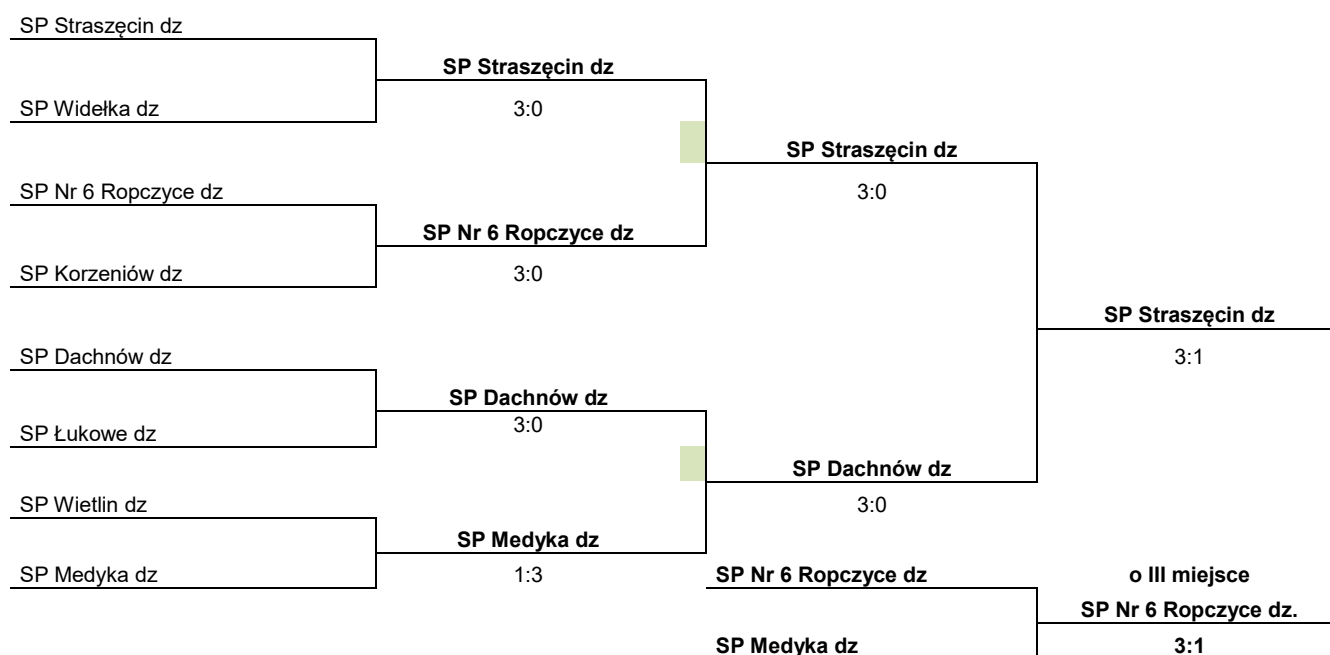 SP Straszęcin dz
SP Straszęcin dz
SP Widełka dz
3:0
SP Straszęcin dz
SP Nr 6 Ropczyce dz
3:0
SP Nr 6 Ropczyce dz
SP Korzeniów dz
3:0
SP Straszęcin dz
SP Dachnów dz
3:1
SP Dachnów dz
3:0
SP Łukowe dz
SP Dachnów dz
SP Wietlin dz
3:0
SP Medyka dz
SP Medyka dz
1:3
SP Nr 6 Ropczyce dz
o III miejsce
SP Nr 6 Ropczyce dz.
SP Medyka dz
3:1